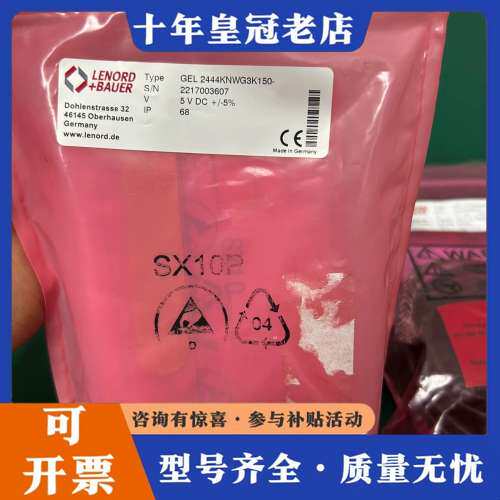 十年皇冠老店
LENORD
+BAUER
Dohlenstrasse 32
46145 Oberhausen
Germany
www.lenord.de
Type GEL 2444KNWG3K150-
S/N 2217003607
V 5 V DC +/-5%
IP 68
CE
Made in Germany
SX102
D
04
WAR
咨询有惊喜·参与补贴活动
可
开票
型号齐全·质量无忧